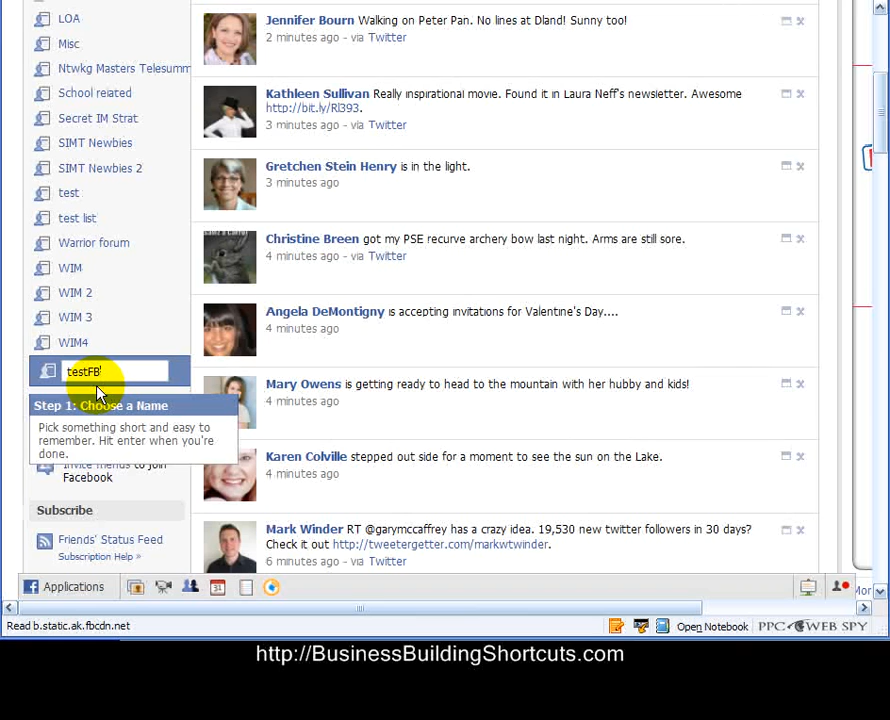 LOA
Misc
Ntwkg Masters Telesumm
School related
Secret IM Strat
SIMT Newbies
SIMT Newbies 2
test
test list
Warrior forum
WIM
WIM 2
WIM 3
WIM4
testFB
Step 1: Choose a Name
Pick something short and easy to
remember. Hit enter when you're
done.
Invite friends to join
Facebook
Subscribe
Friends' Status Feed
Subscription Help »
Jennifer Bourn Walking on Peter Pan. No lines at Dland! Sunny too!
2 minutes ago - via Twitter
Kathleen Sullivan Really inspirational movie. Found it in Laura Neff's newsletter. Awesome
http://bit.ly/Rl393.
3 minutes ago - via Twitter
Gretchen Stein Henry is in the light.
3 minutes ago
Christine Breen got my PSE recurve archery bow last night. Arms are still sore.
4 minutes ago - via Twitter
Angela DeMontigny is accepting invitations for Valentine's Day....
4 minutes ago
Mary Owens is getting ready to head to the mountain with her hubby and kids!
4 minutes ago
Karen Colville stepped out side for a moment to see the sun on the Lake.
4 minutes ago
Mark Winder RT @garymccaffrey has a crazy idea. 19,530 new twitter followers in 30 days?
Check it out http://tweetergetter.com/markwtwinder.
6 minutes ago - via Twitter
Applications
31
Mor
Read b.static.ak.fbcdn.net
Open Notebook
PPC WEB SPY
http://BusinessBuildingShortcuts.com